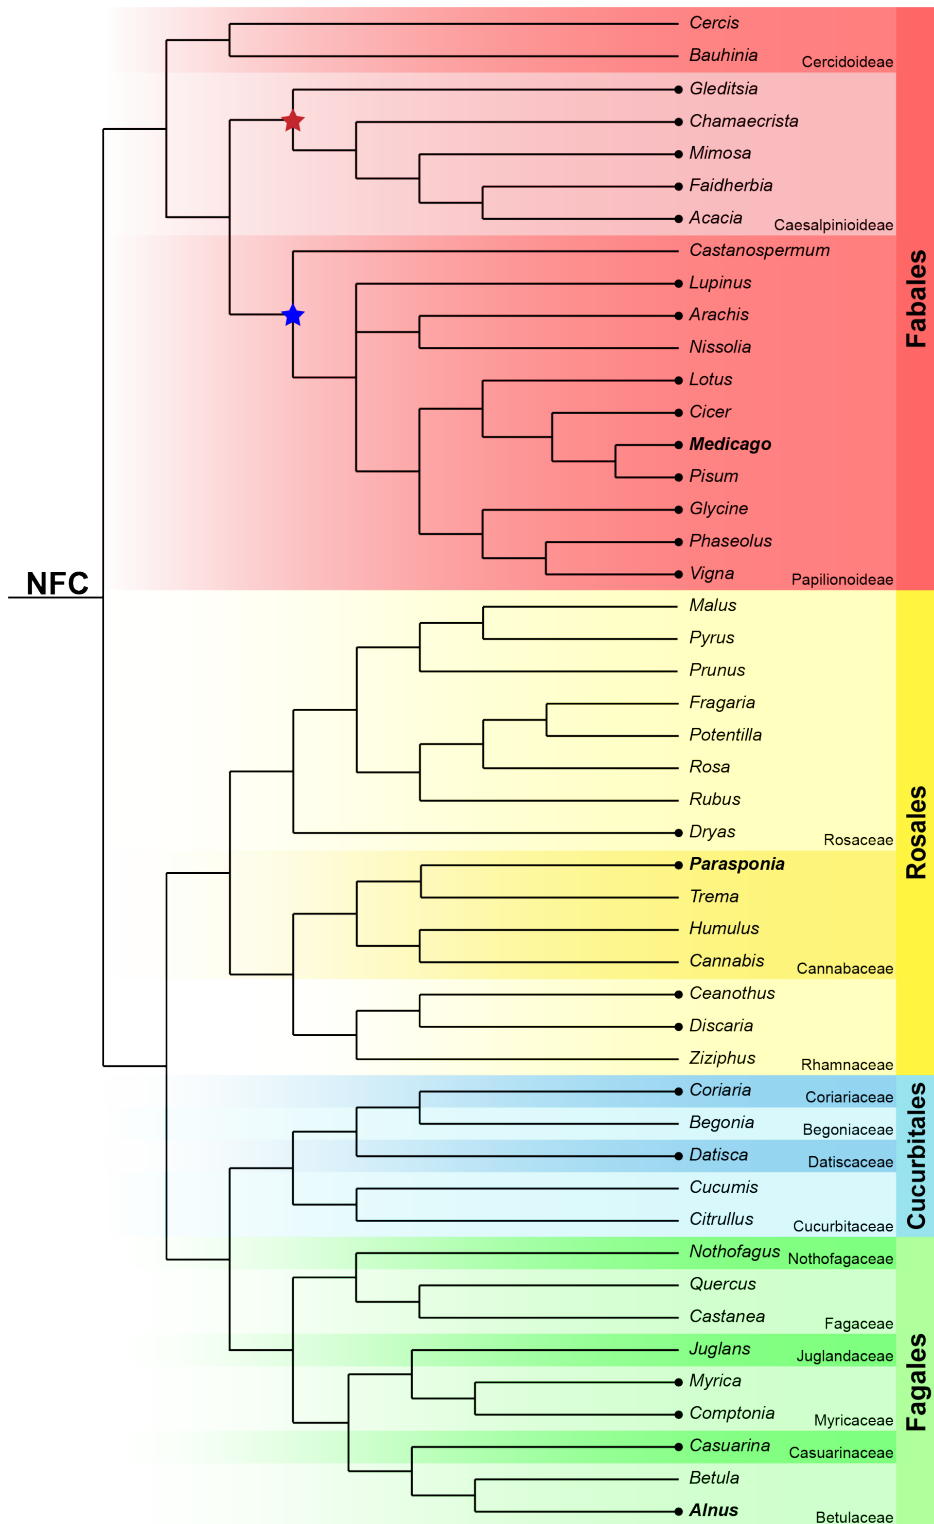 Cercis
Bauhinia
Cercidoideae
Gleditsia
Chamaecrista
Mimosa
Faidherbia
Acacia
Caesalpinioideae
Castanospermum
Lupinus
Arachis
Nissolia
Lotus
Cicer
Medicago
Pisum
Glycine
Phaseolus
Vigna
Papilionoideae
Fabales
NFC
Malus
Pyrus
Prunus
Fragaria
Potentilla
Rosa
Rubus
Dryas
Rosaceae
Parasponia
Trema
Humulus
Cannabis
Cannabaceae
Ceanothus
Discaria
Ziziphus
Rhamnaceae
Rosales
Coriaria
Coriariaceae
Begonia
Begoniaceae
Datisca
Datiscaceae
Cucumis
Citrullus
Cucurbitaceae
Cucurbitales
Nothofagus
Nothofagaceae
Quercus
Castanea
Fagaceae
Juglans
Juglandaceae
Myrica
Comptonia
Myricaceae
Casuarina
Casuarinaceae
Betula
Alnus
Betulaceae
Fagales